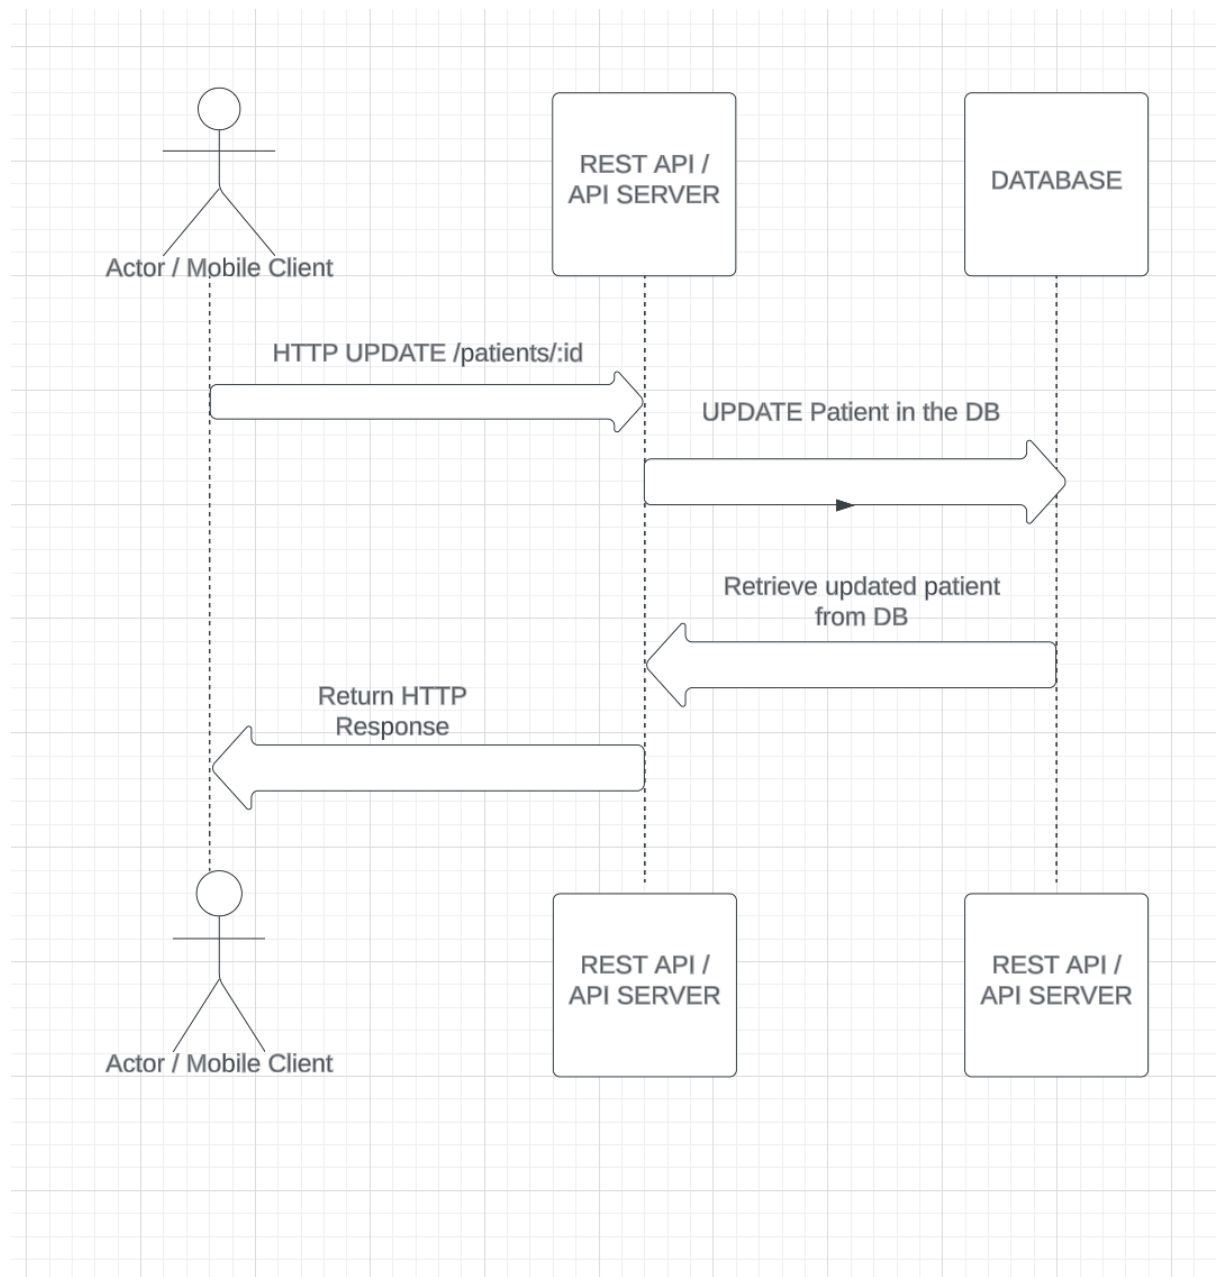 REST API /
API SERVER
DATABASE
Actor / Mobile Client
HTTP UPDATE /patients/:id
UPDATE Patient in the DB
Retrieve updated patient
from DB
Return HTTP
Response
REST API /
API SERVER
REST API /
API SERVER
Actor / Mobile Client